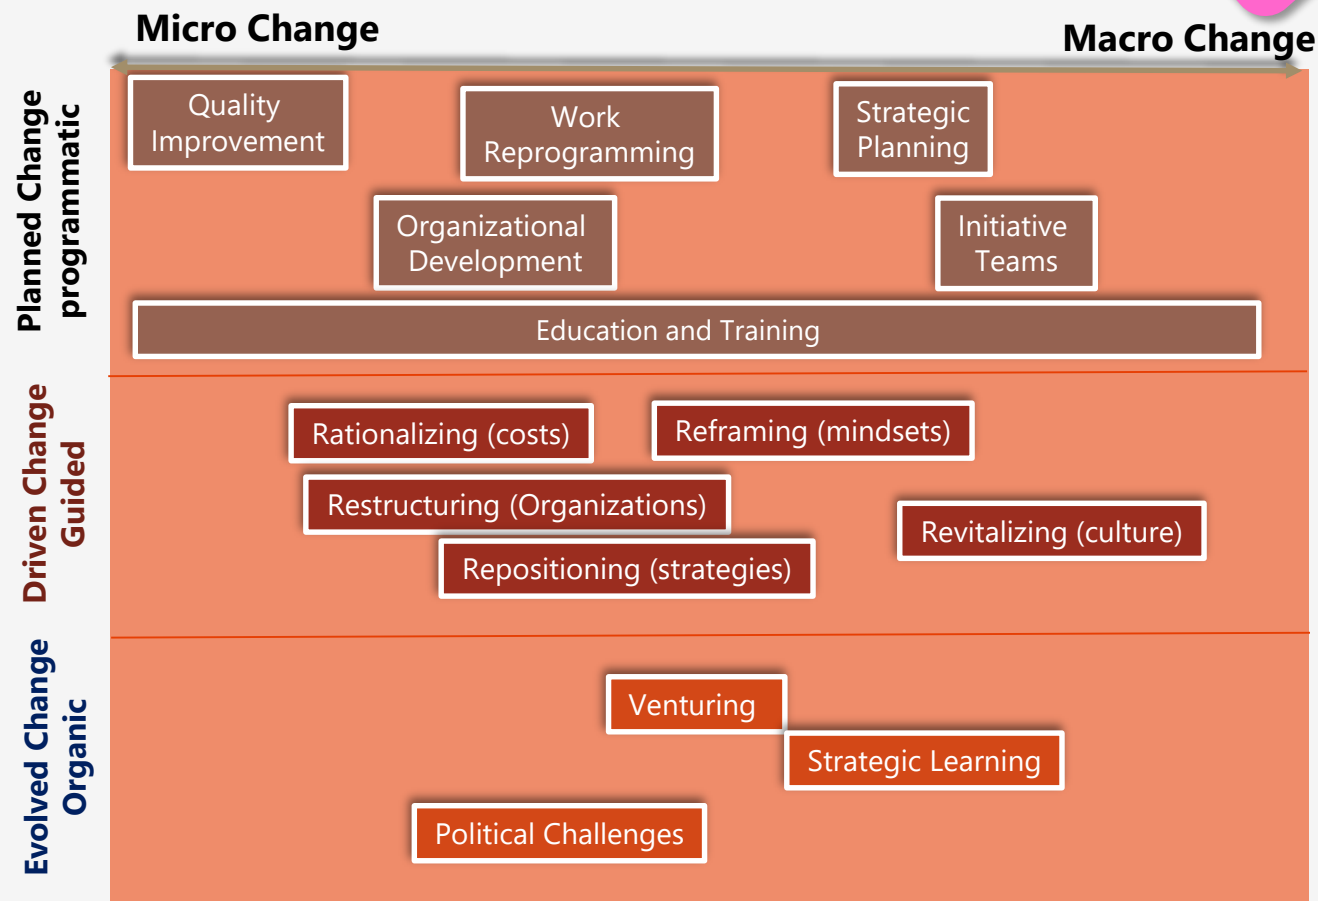 Micro Change
Macro Change
Planned Change
programmatic
Quality
Improvement
Work
Reprogramming
Strategic
Planning
Organizational
Development
Initiative
Teams
Education and Training
Driven Change
Guided
Rationalizing (costs)
Reframing (mindsets)
Restructuring (Organizations)
Revitalizing (culture)
Repositioning (strategies)
Evolved Change
Organic
Venturing
Strategic Learning
Political Challenges